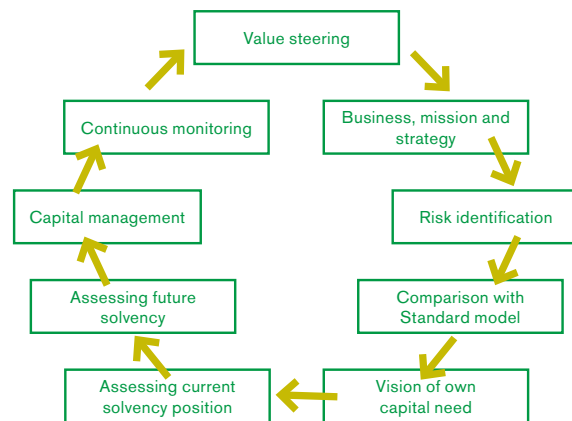 Value steering
Continuous monitoring
Business, mission and
strategy
Capital management
Risk identification
Assessing future
solvency
Comparison with
Standard model
Assessing current
solvency position
Vision of own
capital need